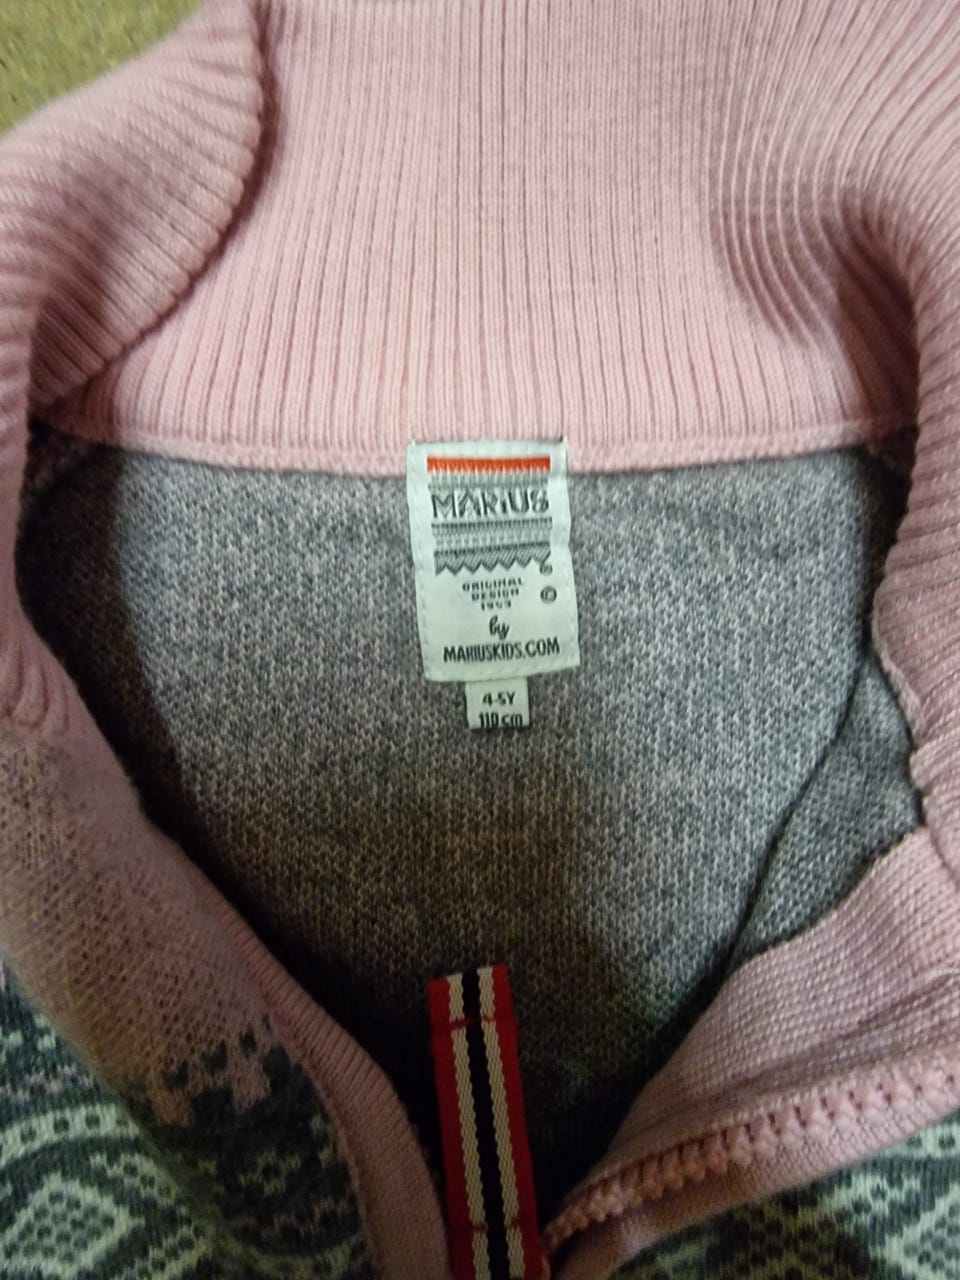 MARiUS
®
ORIGINAL
DESIGN
1953
©
by
MARIUSKIDS.COM
4-5Y
110 cm